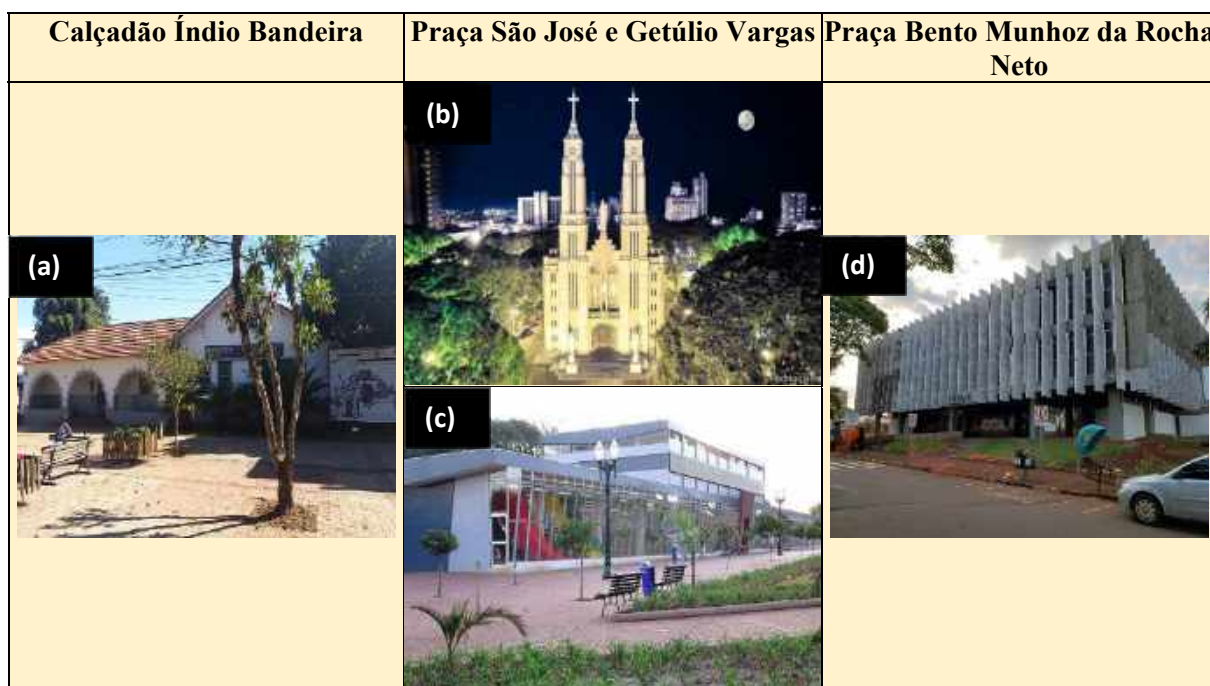 Calçadão Índio Bandeira
Praça São José e Getúlio Vargas
Praça Bento Munhoz da Rocha
Neto
(b)
(a)
(d)
(c)